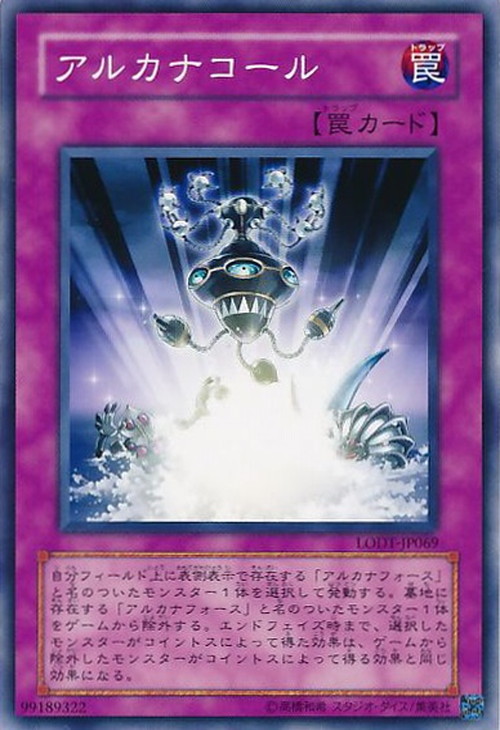 アルカナコール
トラップ
罠
【罠カード】
トラップ
LODT-JP069
自分フィールド上に表側表示で存在する「アルカナフォース」
と名のついたモンスター1体を選択して発動する。墓地に
存在する「アルカナフォース」と名のついたモンスター1体
をゲームから除外する。エンドフェイズ時まで、選択した
モンスターがコイントスによって得た効果は、ゲームから
除外したモンスターがコイントスによって得る効果と同じ
効果になる。
99189322
©高橋和希 スタジオ・ダイス/集英社